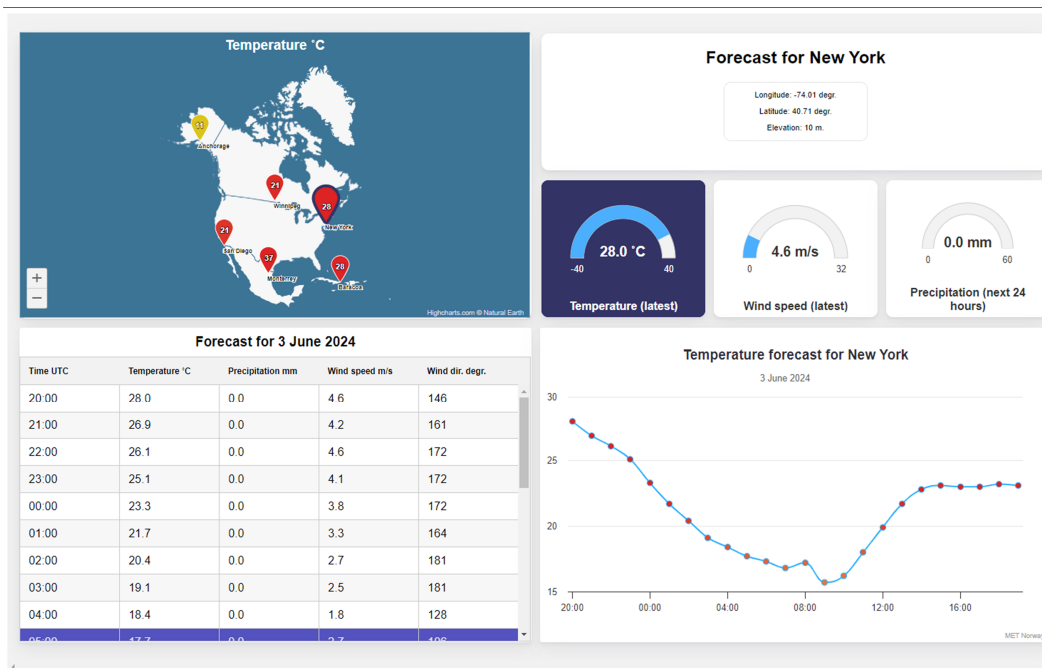 Temperature °C
11
Anchorage
21
Winnipeg
28
New York
21
San Diego
37
Monterrey
28
+
−
Highcharts.com © Natural Earth
Forecast for New York
Longitude: -74.01 degr.
Latitude: 40.71 degr.
Elevation: 10 m.
28.0 °C
-40 40
Temperature (latest)
4.6 m/s
0 32
Wind speed (latest)
0.0 mm
0 60
Precipitation (next 24
hours)
Forecast for 3 June 2024
Time UTC Temperature °C Precipitation mm Wind speed m/s Wind dir. degr.
20:00 28.0 0.0 4.6 146
21:00 26.9 0.0 4.2 161
22:00 26.1 0.0 4.6 172
23:00 25.1 0.0 4.1 172
00:00 23.3 0.0 3.8 172
01:00 21.7 0.0 3.3 164
02:00 20.4 0.0 2.7 181
03:00 19.1 0.0 2.5 181
04:00 18.4 0.0 1.8 128
05:00 17.7 0.0
Temperature forecast for New York
3 June 2024
30
25
20
15
20:00 00:00 04:00 08:00 12:00 16:00
MET Norway